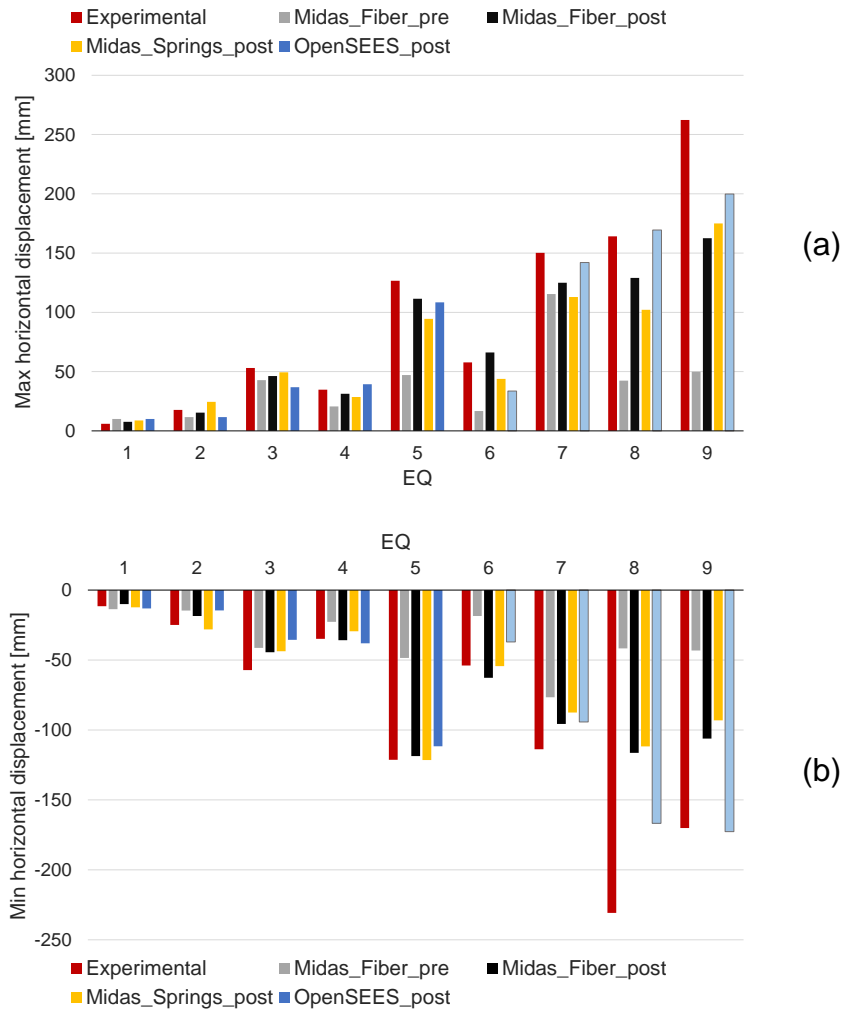 Experimental Midas_Fiber_pre Midas_Fiber_post
Midas_Springs_post OpenSEES_post
Max horizontal displacement [mm]
300
250
200
150
100
50
0
1 2 3 4 5 6 7 8 9
EQ
(a)
EQ
1 2 3 4 5 6 7 8 9
Min horizontal displacement [mm]
0
-50
-100
-150
-200
-250
(b)
Experimental Midas_Fiber_pre Midas_Fiber_post
Midas_Springs_post OpenSEES_post